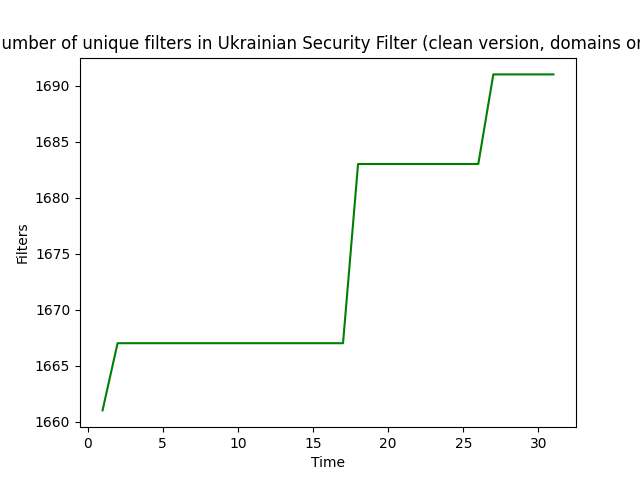 umber of unique filters in Ukrainian Security Filter (clean version, domains or
1690
1685
1680
1675
1670
1665
1660
Filters
0 5 10 15 20 25 30
Time